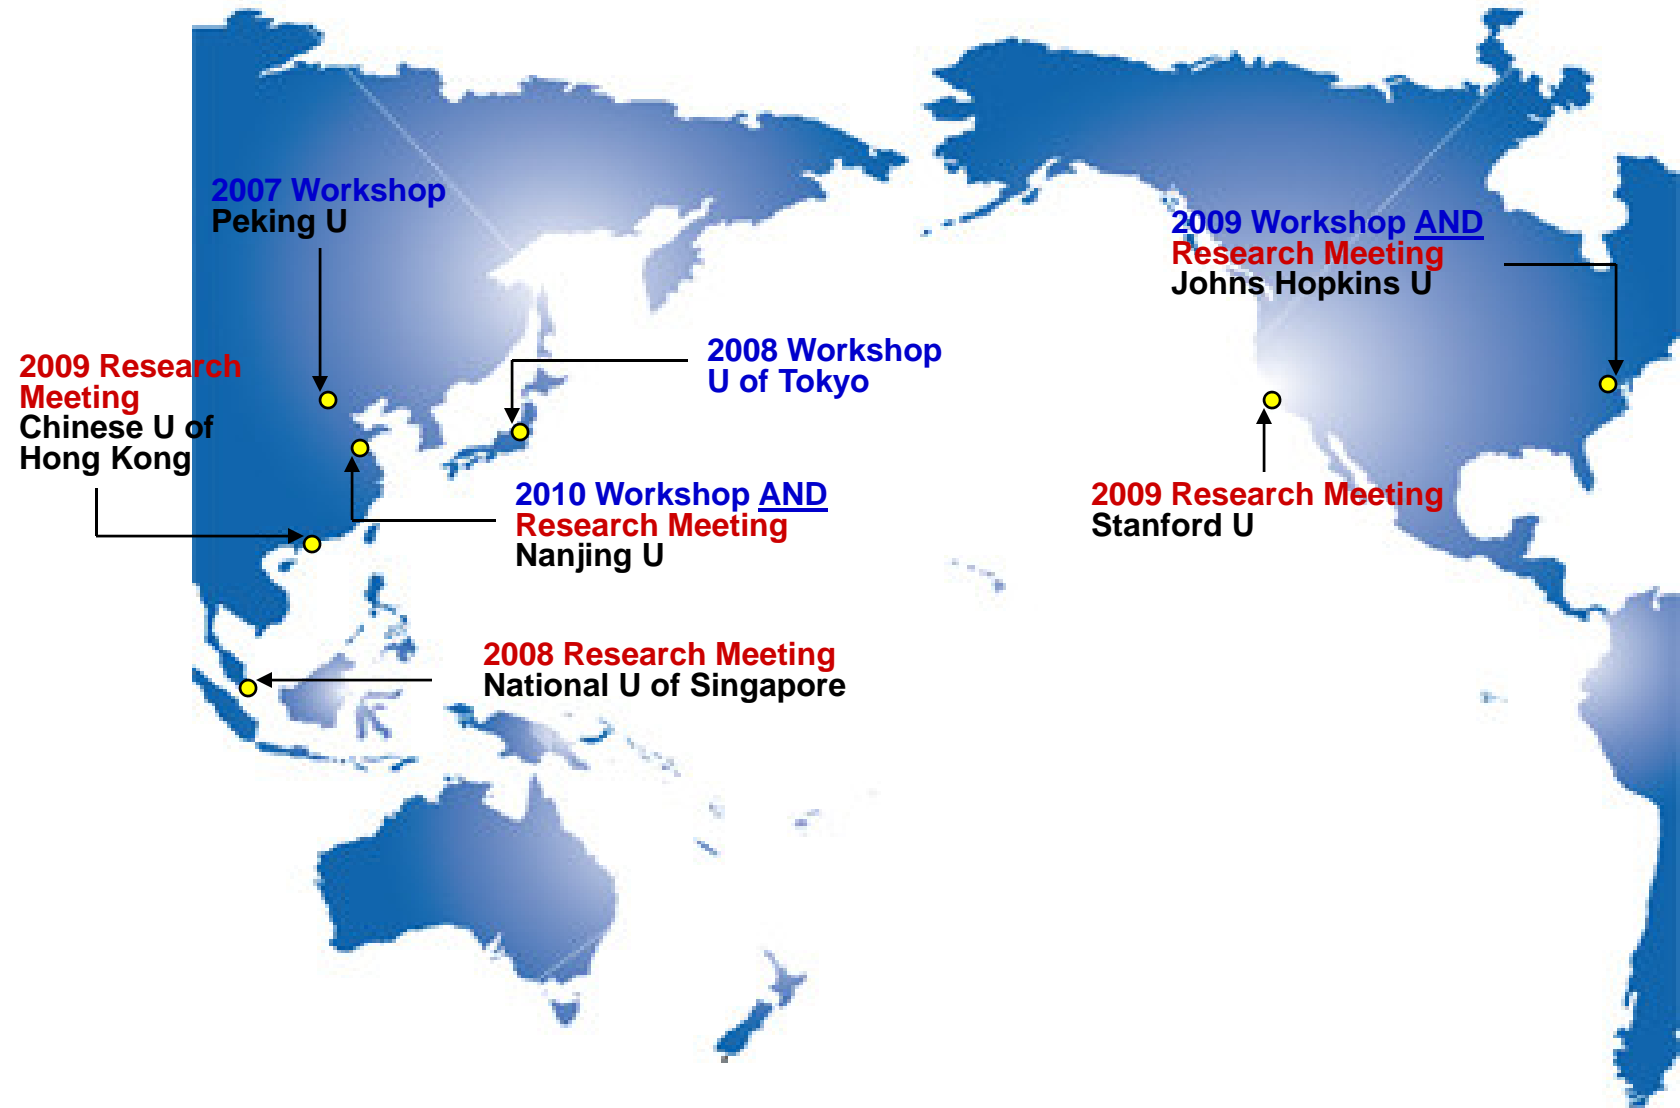 2007 Workshop
Peking U
2009 Workshop AND
Research Meeting
Johns Hopkins U
2009 Research
Meeting
Chinese U of
Hong Kong
2008 Workshop
U of Tokyo
2010 Workshop AND
Research Meeting
Nanjing U
2009 Research Meeting
Stanford U
2008 Research Meeting
National U of Singapore